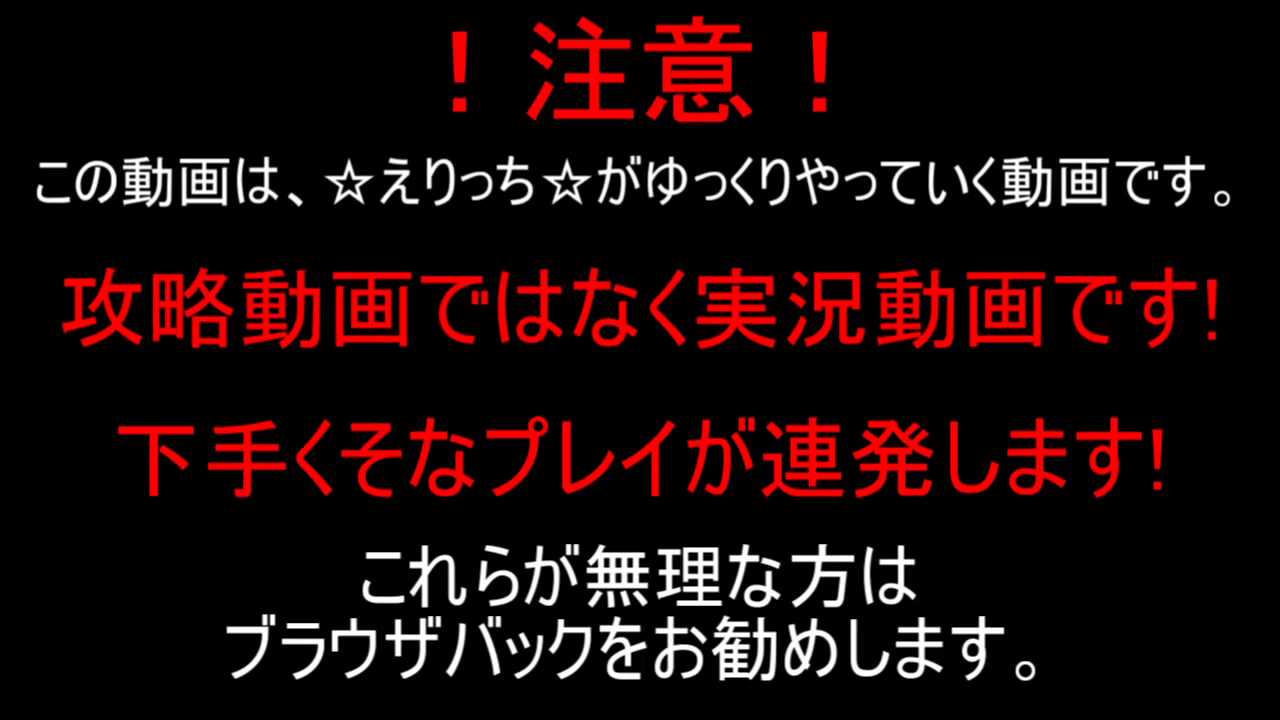 ！注意！
この動画は、☆えりっち☆がゆっくりやっていく動画です。
攻略動画ではなく実況動画です!
下手くそなプレイが連発します!
これらが無理な方は
ブラウザバックをお勧めします。